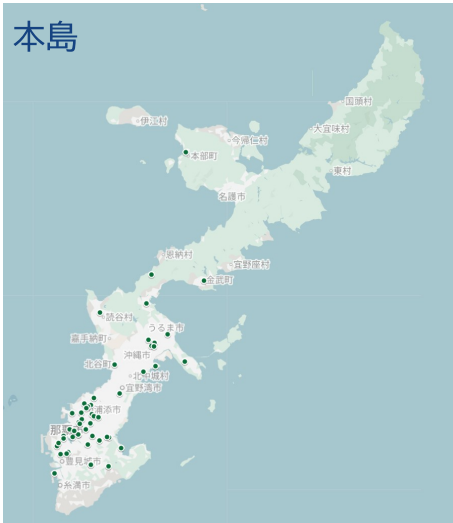 本島
国頭村
伊江村
大宜味村
今帰仁村
本部町
東村
名護市
恩納村
宜野座村
金武町
読谷村
うるま市
嘉手納町
沖縄市
北谷町
北中城村
宜野湾市
浦添市
豊見城市
糸満市